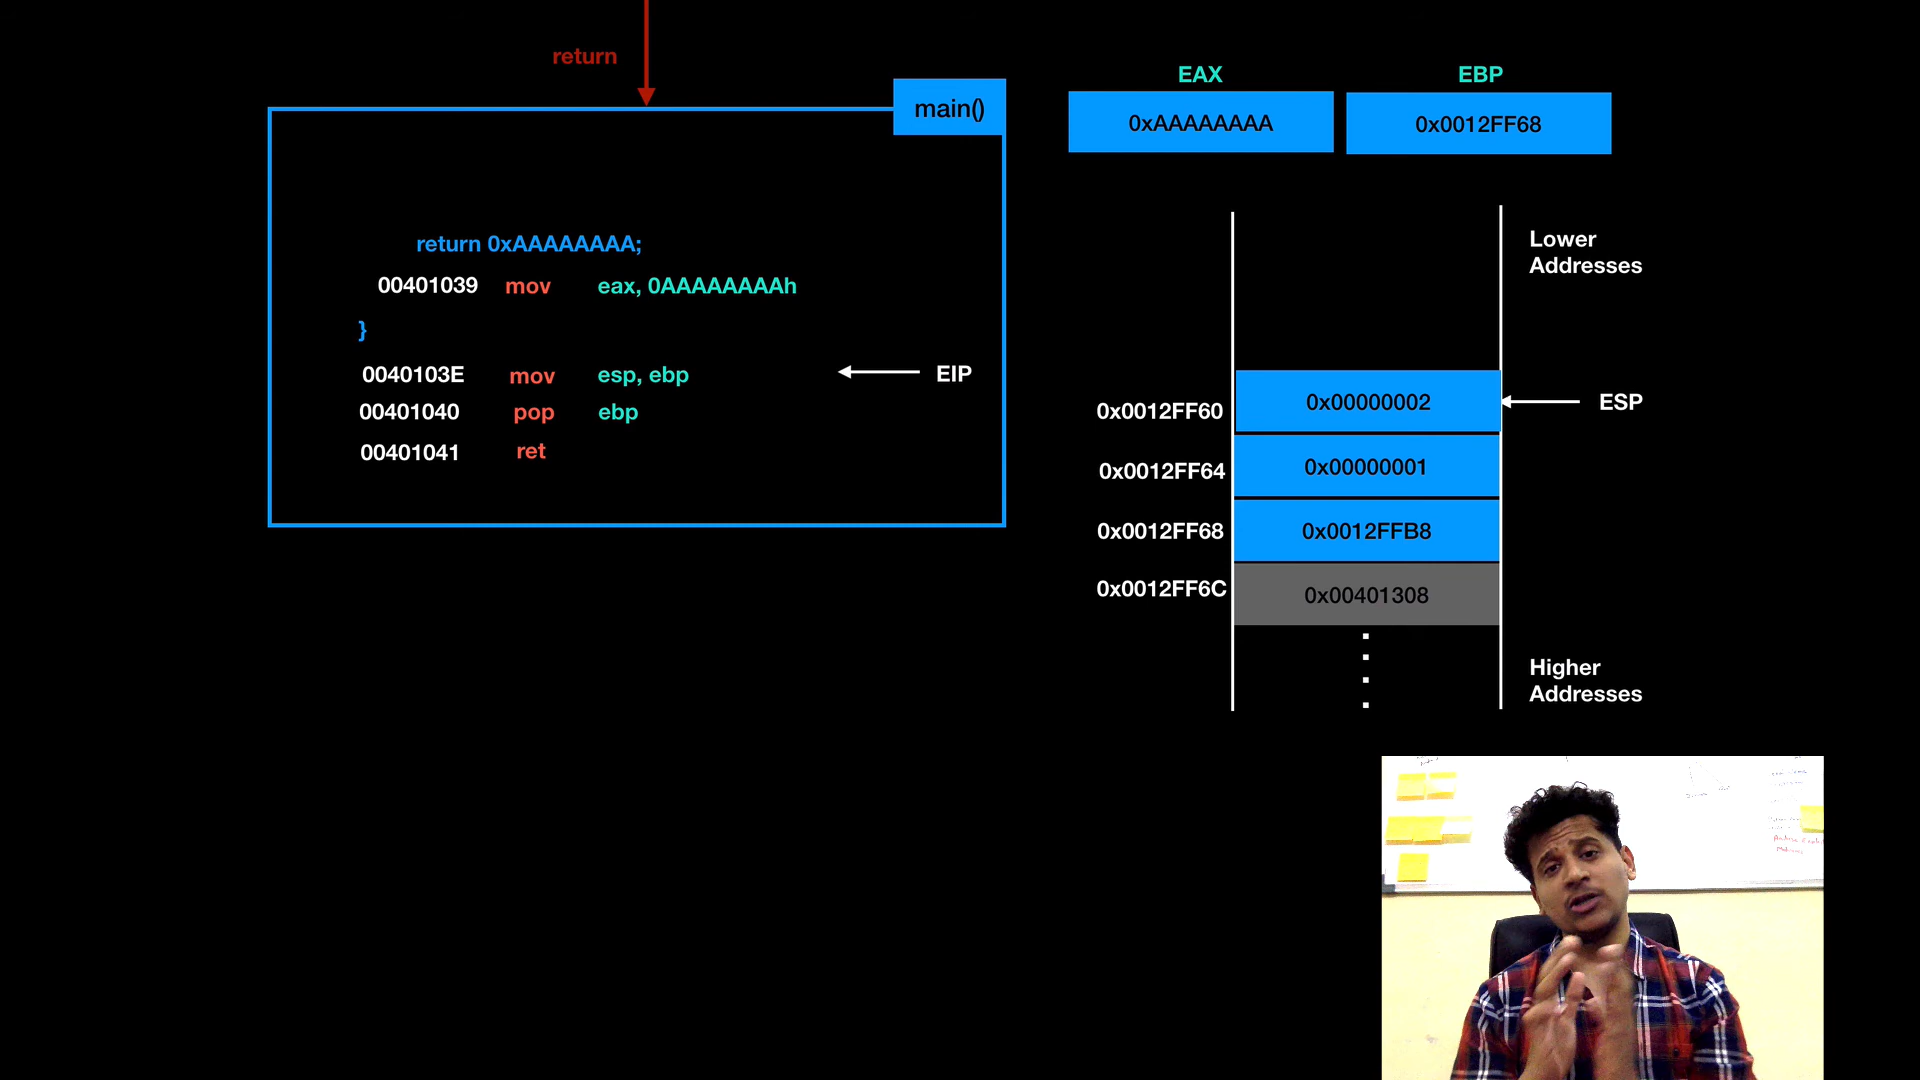 return
main()
return 0xAAAAAAAA;
00401039 mov eax, 0AAAAAAAAh
}
0040103E mov esp, ebp
EIP
00401040 pop ebp
00401041 ret
EAX EBP
0xAAAAAAAA 0x0012FF68
Lower
Addresses
0x0012FF60 0x00000002 ESP
0x0012FF64 0x00000001
0x0012FF68 0x0012FFB8
0x0012FF6C 0x00401308
Higher
Addresses